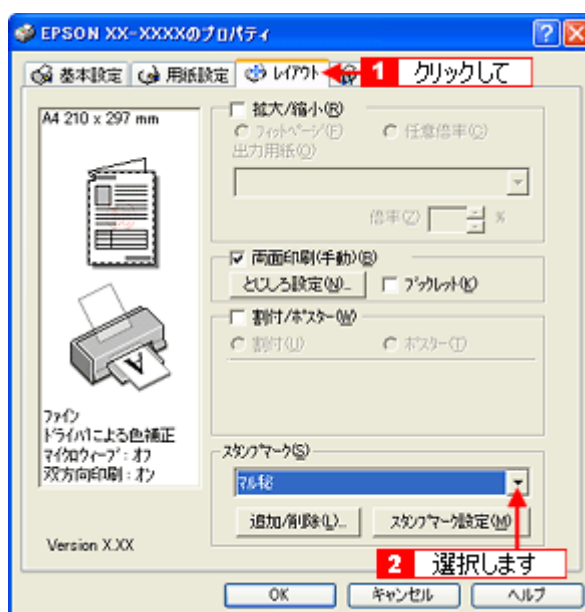 EPSON XX-XXXXのプロパティ
基本設定 用紙設定 レイアウト 1 クリックして
A4 210 x 297 mm
拡大/縮小(R)
フィットページ(F) 任意倍率(C)
出力用紙(O)
倍率(Z) %
両面印刷(手動)(B)
とじしろ設定(N)... ブックレット(K)
割付/ポスター(W)
割付(U) ポスター(T)
A
ファイン
ドライバによる色補正
マイクロウィーブ:オフ
双方向印刷:オン
スタンプマーク(S)
マル秘
追加/削除(L)... スタンプマーク設定(M)
Version X.XX
2 選択します
OK キャンセル ヘルプ